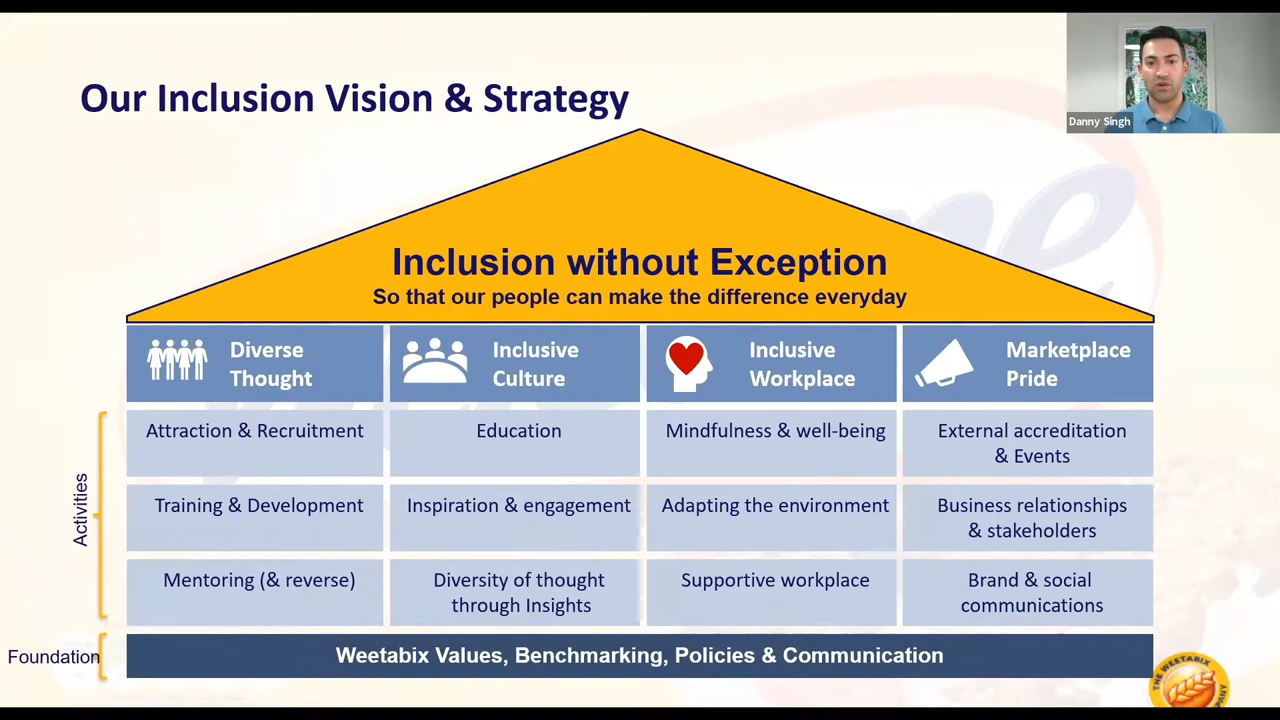 Our Inclusion Vision & Strategy
Danny Singh
Inclusion without Exception
So that our people can make the difference everyday
Diverse
Thought
Inclusive
Culture
Inclusive
Workplace
Marketplace
Pride
Activities
Attraction & Recruitment
Education
Mindfulness & well-being
External accreditation
& Events
Training & Development
Inspiration & engagement
Adapting the environment
Business relationships
& stakeholders
Mentoring (& reverse)
Diversity of thought
through Insights
Supportive workplace
Brand & social
communications
Foundation
Weetabix Values, Benchmarking, Policies & Communication
THE WEETABIX